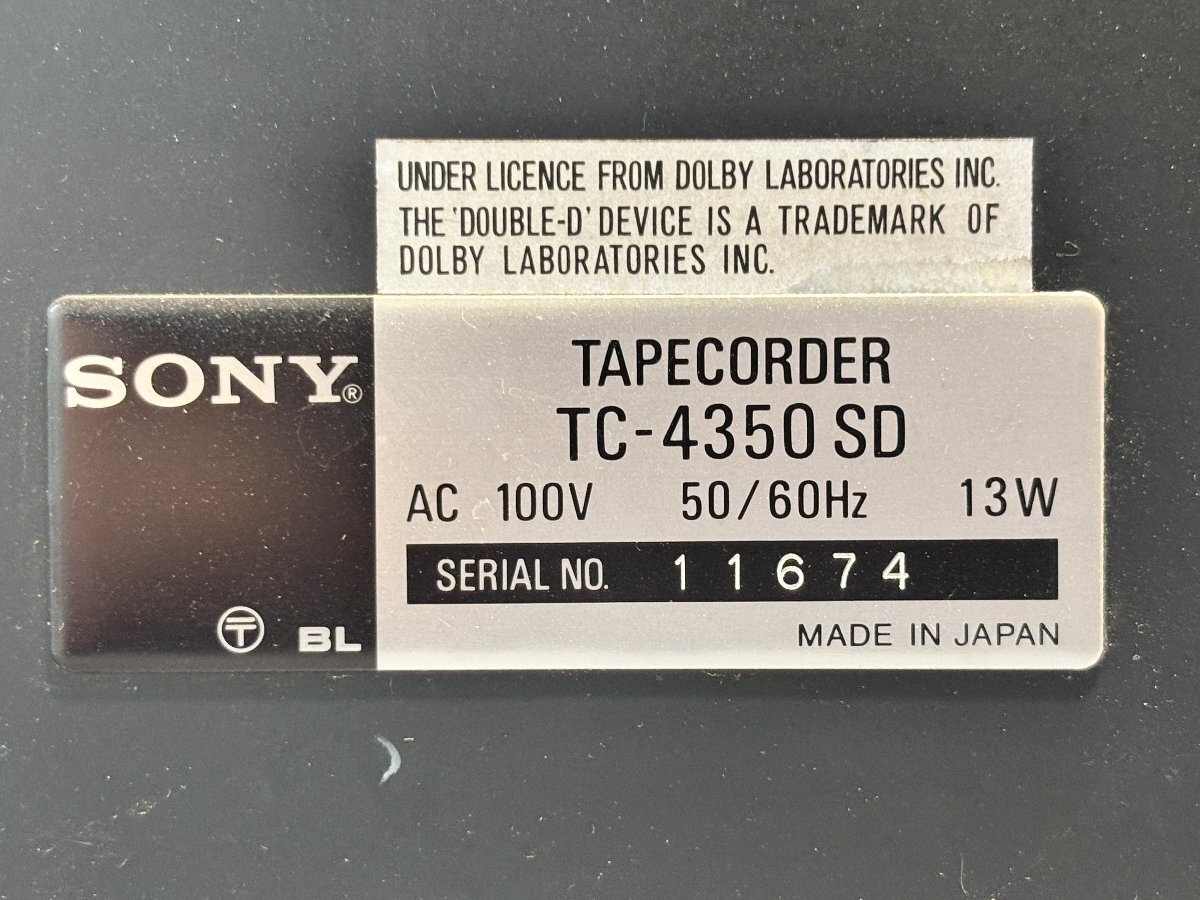 UNDER LICENCE FROM DOLBY LABORATORIES INC.
THE 'DOUBLE-D' DEVICE IS A TRADEMARK OF
DOLBY LABORATORIES INC.
SONY®
TAPECORDER
TC-4350 SD
AC 100V 50/60Hz 13W
SERIAL NO. 11674
〒 BL
MADE IN JAPAN